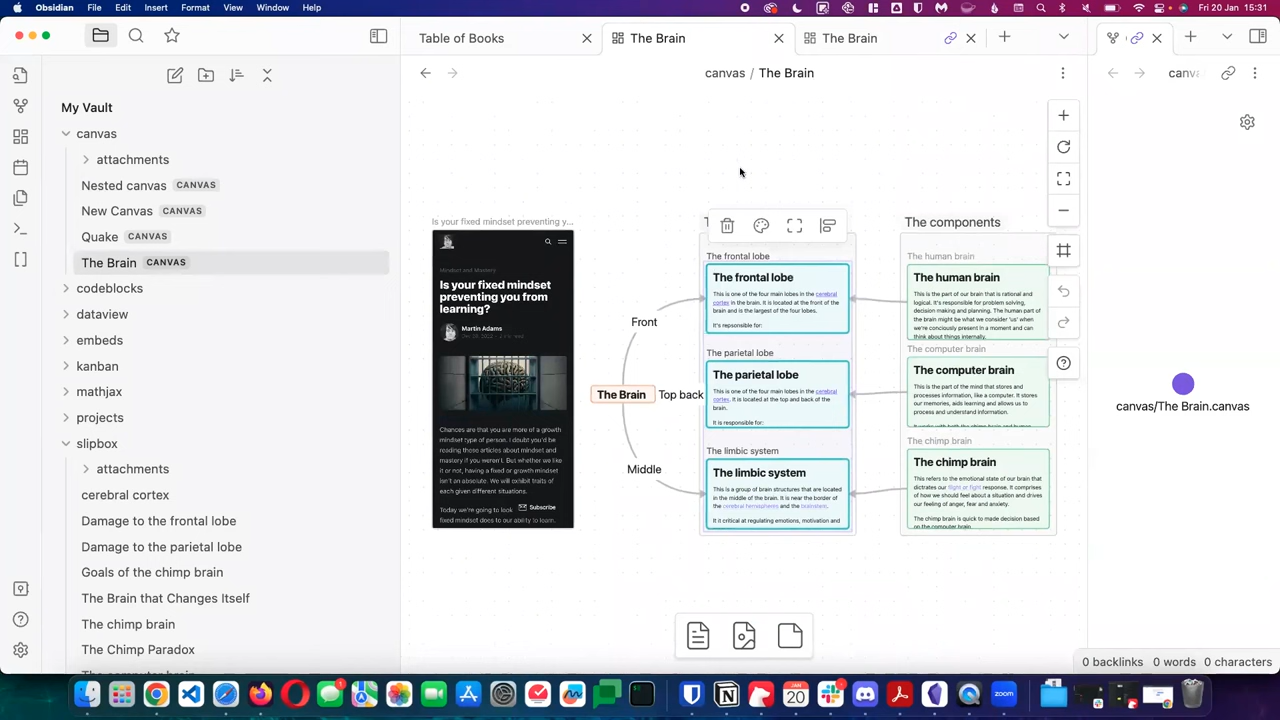 Obsidian File Edit Insert Format View Window Help
Fri 20 Jan 15:31
Table of Books
The Brain
The Brain
canvas / The Brain
canva
My Vault
canvas
attachments
Nested canvas CANVAS
New Canvas CANVAS
Quake CANVAS
The Brain CANVAS
codeblocks
dataview
embeds
kanban
mathjax
projects
slipbox
attachments
cerebral cortex
Damage to the frontal lobe
Damage to the parietal lobe
Goals of the chimp brain
The Brain that Changes Itself
The chimp brain
The Chimp Paradox
Is your fixed mindset preventing y...
Mindset and Mastery
Is your fixed mindset
preventing you from
learning?
Martin Adams
Chances are that you are more of a growth
mindset type of person. I doubt you'd be
reading those articles about mindset and
mastery if you weren't. But whether we like
it or not, having a fixed or growth mindset
isn't an absolute. We will exhibit traits of
each given different situations.
Today we're going to look
Subscribe
fixed mindset does to our ability to learn.
The Brain
Front
Top back
Middle
The frontal lobe
The frontal lobe
This is one of the four main lobes in the cerebral
cortex in the brain. It is located at the front of the
brain and is the largest of the four lobes.
It's repsonsible for:
The parietal lobe
The parietal lobe
This is one of the four main lobes in the cerebral
cortex. It is located at the top and back of the
brain.
It is responsible for:
The limbic system
The limbic system
This is a group of brain structures that are located
in the middle of the brain. It is near the border of
the cerebral hemispheres and the brainstem.
It it critical at regulating emotions, motivation and
The components
The human brain
The human brain
This is the part of our brain that is rational and
logical. It's responsible for problem solving,
decision making and planning. The human part of
the brain might be what we consider 'us' when
we're conciously present in a moment and can
think about things internally.
The computer brain
The computer brain
This is the part of the mind that stores and
processes information, like a computer. It stores
our memories, aids learning and allows us to
process and understand information.
The chimp brain
The chimp brain
This refers to the emotional state of our brain that
dictrates our flight or fight response. It comprises
of how we should feel about a situation and drives
our feeling of anger, fear and anxiety.
The chimp brain is quick to made decision based
on the computer brain
canvas/The Brain.canvas
0 backlinks 0 words 0 characters
JAN
20
zoom